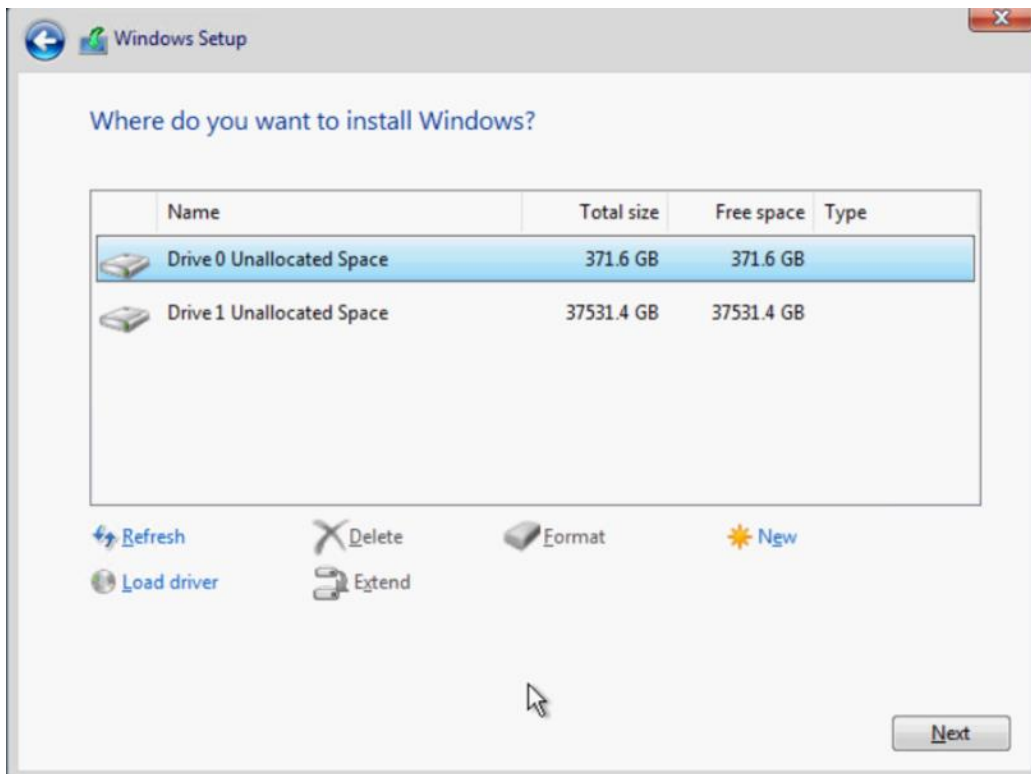 Windows Setup
Where do you want to install Windows?
Name Total size Free space Type
Drive 0 Unallocated Space 371.6 GB 371.6 GB
Drive 1 Unallocated Space 37531.4 GB 37531.4 GB
Refresh Delete Format New
Load driver Extend
Next